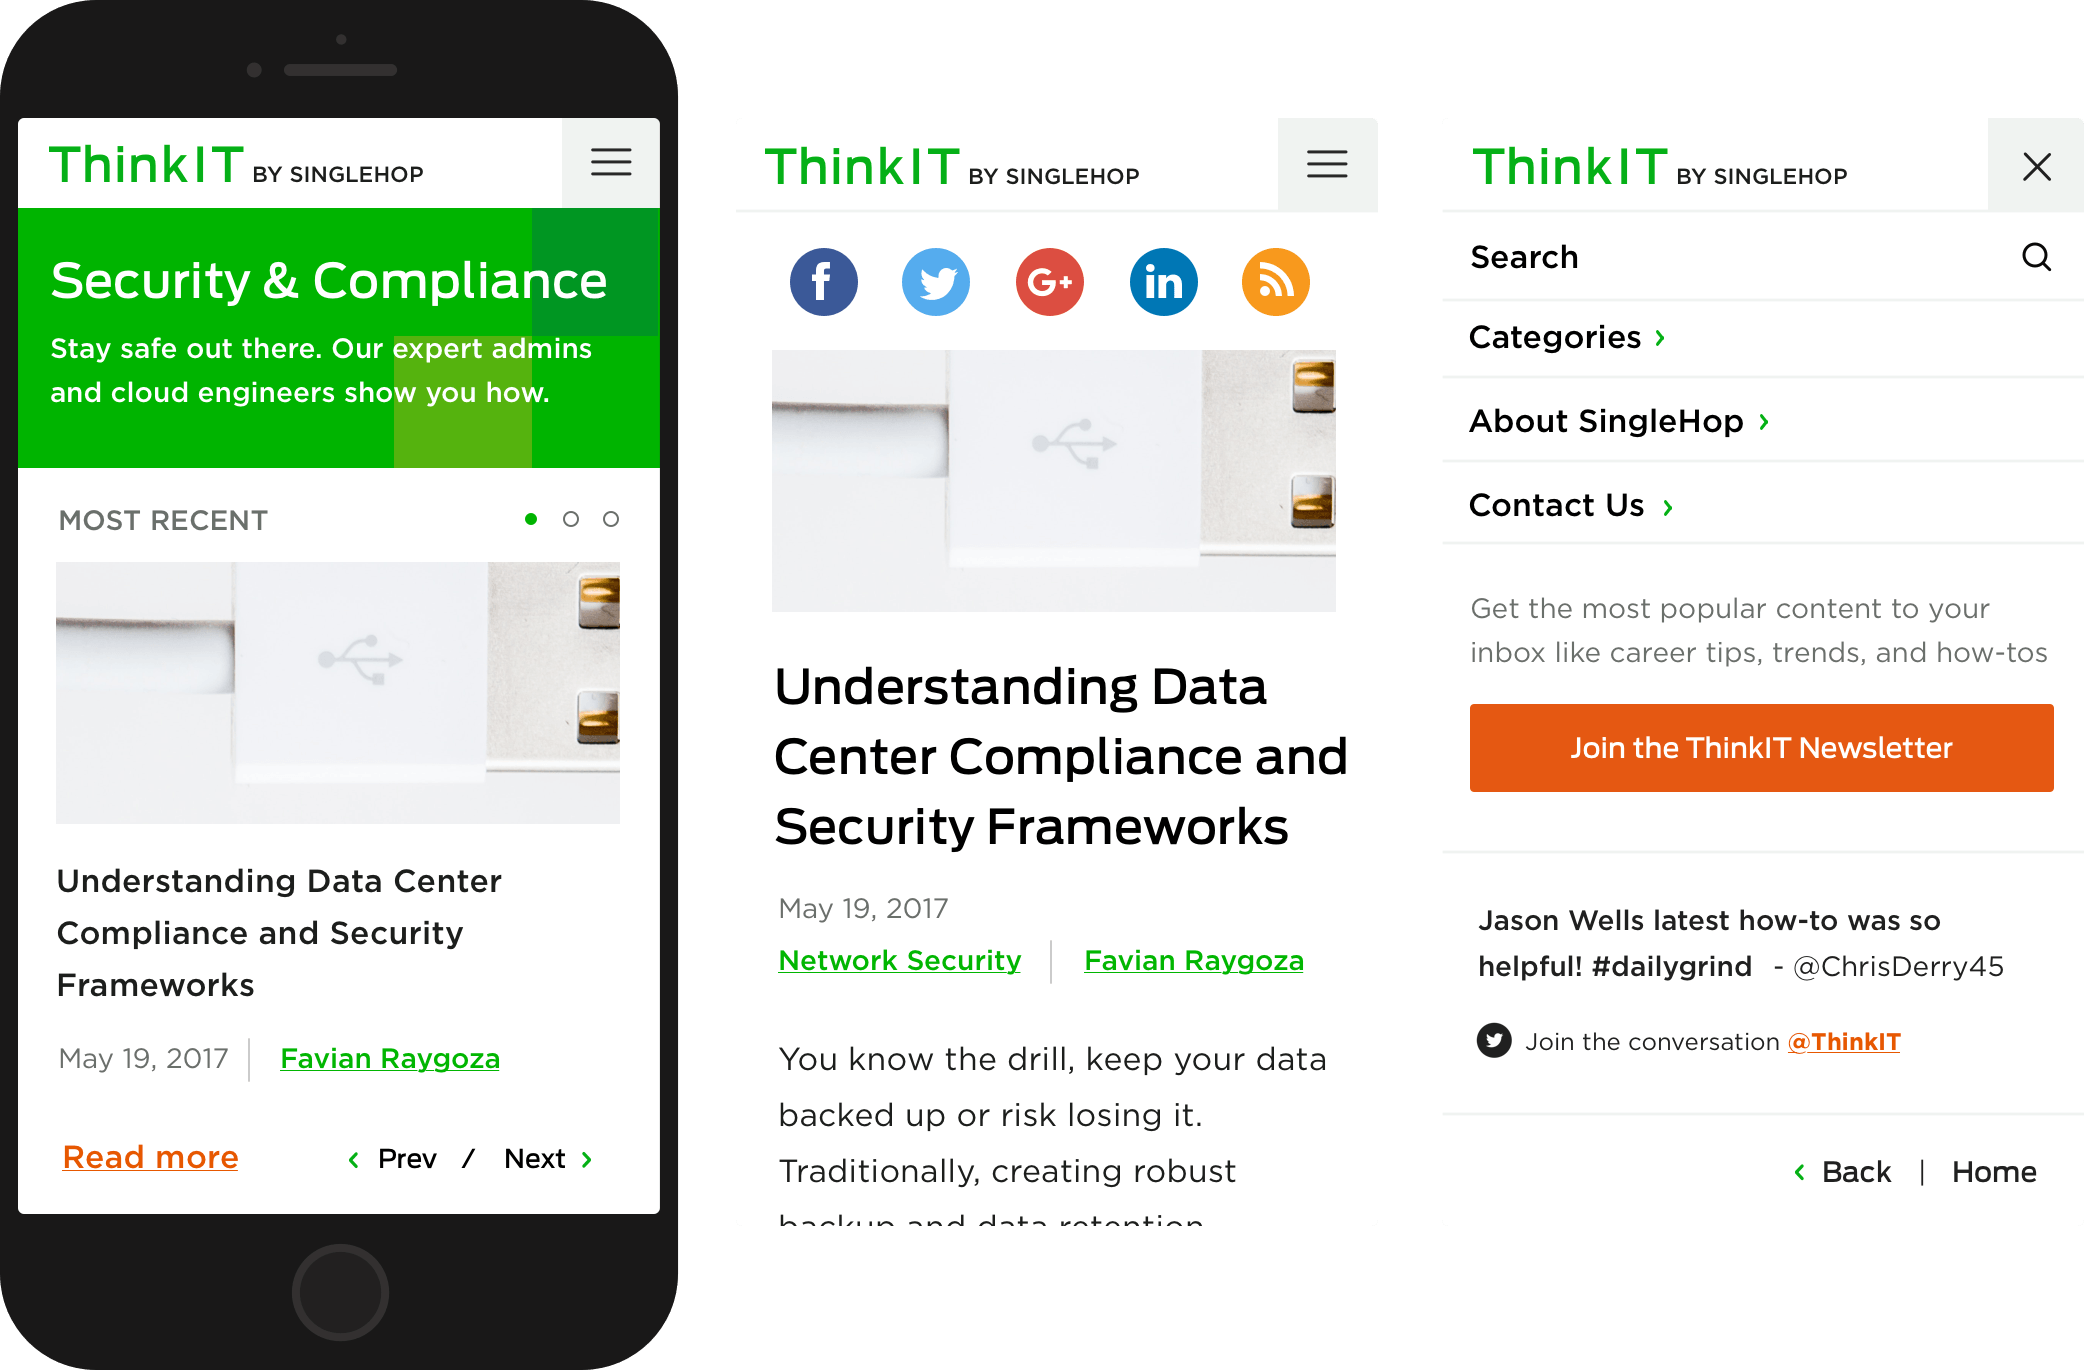 ThinkIT BY SINGLEHOP
Security & Compliance
Stay safe out there. Our expert admins
and cloud engineers show you how.
MOST RECENT
Understanding Data Center
Compliance and Security
Frameworks
May 19, 2017 | Favian Raygoza
Read more
‹ Prev / Next ›
ThinkIT BY SINGLEHOP
f G+ in
Understanding Data
Center Compliance and
Security Frameworks
May 19, 2017
Network Security | Favian Raygoza
You know the drill, keep your data
backed up or risk losing it.
Traditionally, creating robust
backup and data retention
ThinkIT BY SINGLEHOP
Search
Categories ›
About SingleHop ›
Contact Us ›
Get the most popular content to your
inbox like career tips, trends, and how-tos
Join the ThinkIT Newsletter
Jason Wells latest how-to was so
helpful! #dailygrind - @ChrisDerry45
Join the conversation @ThinkIT
‹ Back | Home